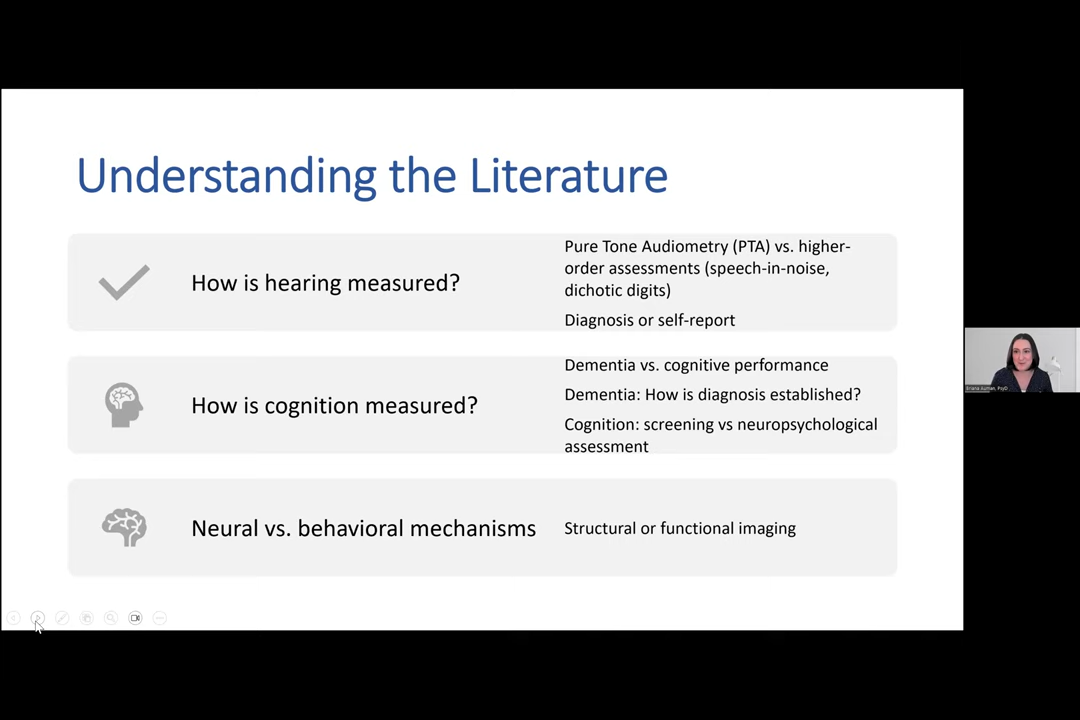 Understanding the Literature
How is hearing measured?
Pure Tone Audiometry (PTA) vs. higher-
order assessments (speech-in-noise,
dichotic digits)
Diagnosis or self-report
How is cognition measured?
Dementia vs. cognitive performance
Dementia: How is diagnosis established?
Cognition: screening vs neuropsychological
assessment
Neural vs. behavioral mechanisms
Structural or functional imaging
PsyD